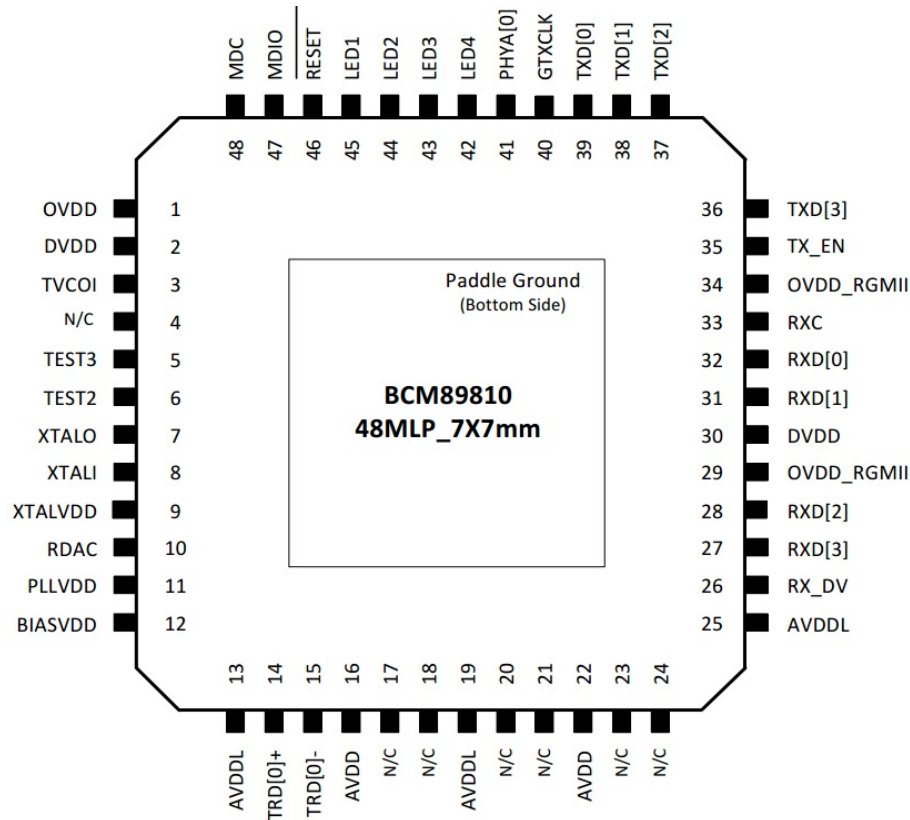 MDC
MDIO
RESET
LED1
LED2
LED3
LED4
PHYA[0]
GTXCLK
TXD[0]
TXD[1]
TXD[2]
48
47
46
45
44
43
42
41
40
39
38
37
OVDD 1
DVDD 2
TVCOI 3
N/C 4
TEST3 5
TEST2 6
XTALO 7
XTALI 8
XTALVDD 9
RDAC 10
PLLVDD 11
BIASVDD 12
Paddle Ground
(Bottom Side)
BCM89810
48MLP_7X7mm
36 TXD[3]
35 TX_EN
34 OVDD_RGMII
33 RXC
32 RXD[0]
31 RXD[1]
30 DVDD
29 OVDD_RGMII
28 RXD[2]
27 RXD[3]
26 RX_DV
25 AVDDL
13
14
15
16
17
18
19
20
21
22
23
24
AVDDL
TRD[0]+
TRD[0]-
AVDD
N/C
N/C
AVDDL
N/C
N/C
AVDD
N/C
N/C